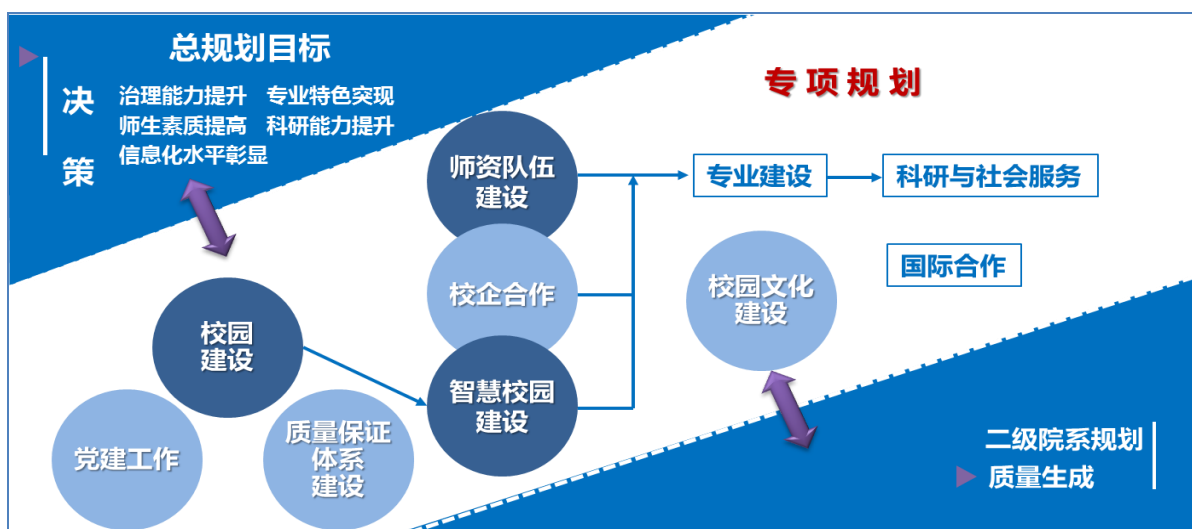 总规划目标
决
策
治理能力提升 专业特色突现
师生素质提高 科研能力提升
信息化水平彰显
专项规划
师资队伍
建设
专业建设
科研与社会服务
校企合作
校园文化
建设
国际合作
校园
建设
智慧校园
建设
党建工作
质量保证
体系
建设
二级院系规划
质量生成